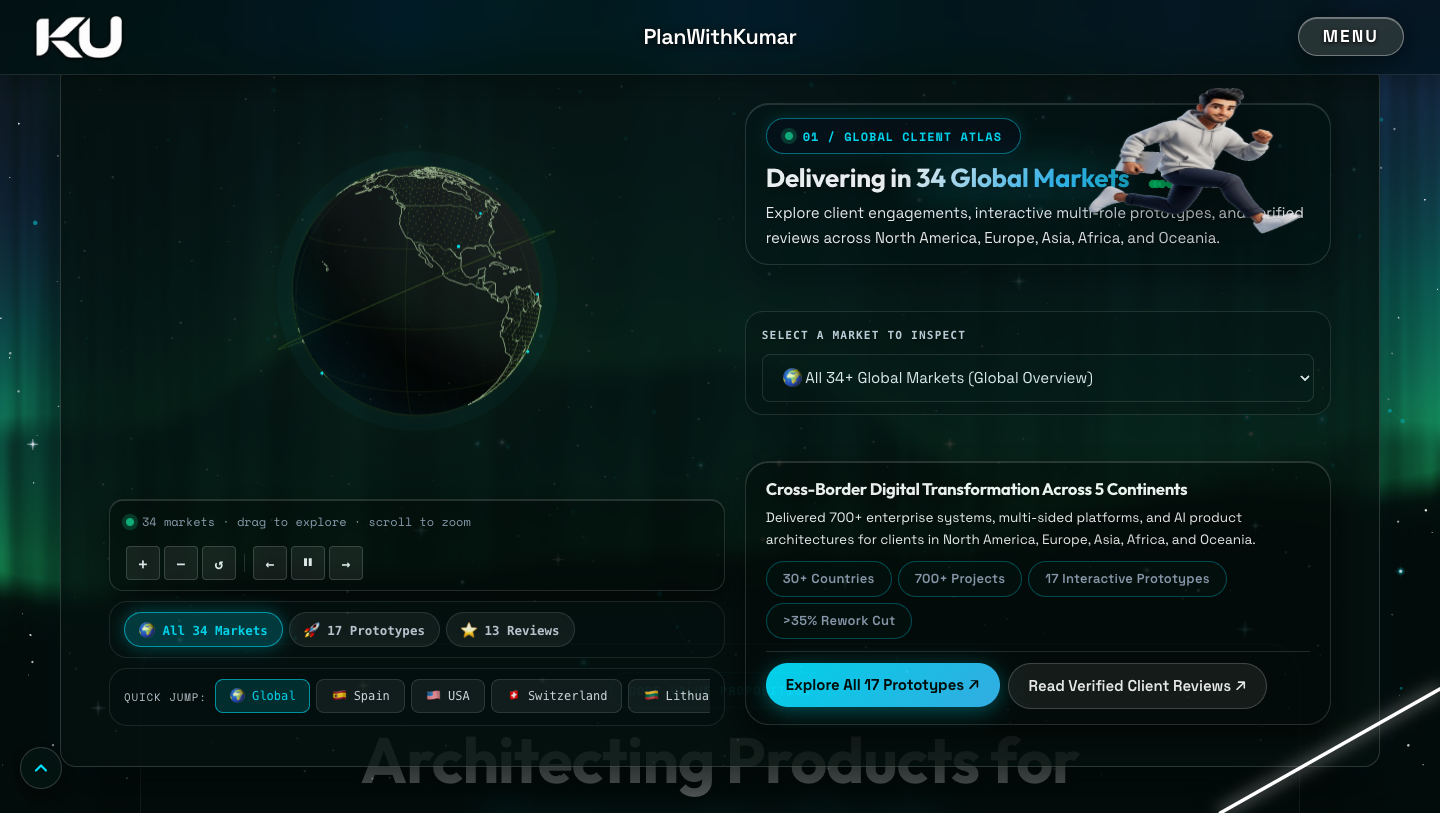 KU
PlanWithKumar
MENU
01 / GLOBAL CLIENT ATLAS
Delivering in 34 Global Markets
Explore client engagements, interactive multi-role prototypes, and verified
reviews across North America, Europe, Asia, Africa, and Oceania.
SELECT A MARKET TO INSPECT
🌍 All 34+ Global Markets (Global Overview)
Cross-Border Digital Transformation Across 5 Continents
Delivered 700+ enterprise systems, multi-sided platforms, and AI product
architectures for clients in North America, Europe, Asia, Africa, and Oceania.
30+ Countries
700+ Projects
17 Interactive Prototypes
>35% Rework Cut
Explore All 17 Prototypes ↗
Read Verified Client Reviews ↗
34 markets · drag to explore · scroll to zoom
+ − ↺ ← ⏸ →
🌍 All 34 Markets
🚀 17 Prototypes
⭐ 13 Reviews
QUICK JUMP:
🌍 Global
🇪🇸 Spain
🇺🇸 USA
🇨🇭 Switzerland
🇱🇹 Lithua
Architecting Products for